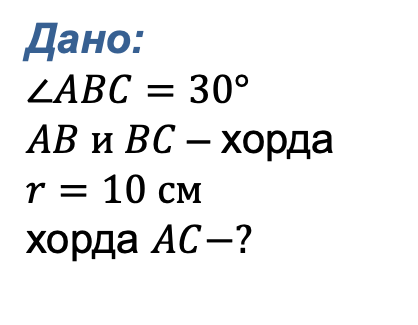 Дано:
∠ABC = 30°
AB и BC – хорда
r = 10 см
хорда AC–?